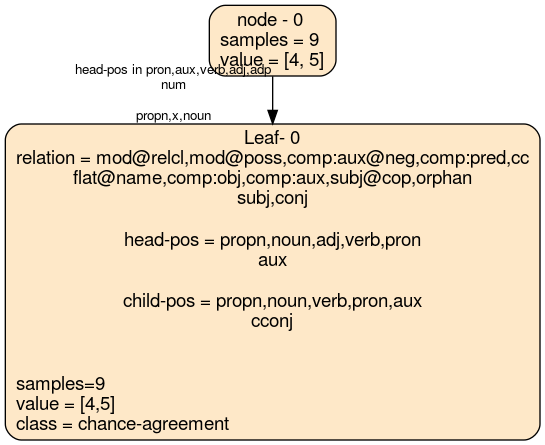 node - 0
samples = 9
value = [4, 5]
head-pos in pron,aux,verb,adj,adp
num
propn,x,noun
Leaf- 0
relation = mod@relcl,mod@poss,comp:aux@neg,comp:pred,cc
flat@name,comp:obj,comp:aux,subj@cop,orphan
subj,conj
head-pos = propn,noun,adj,verb,pron
aux
child-pos = propn,noun,verb,pron,aux
cconj
samples=9
value = [4,5]
class = chance-agreement